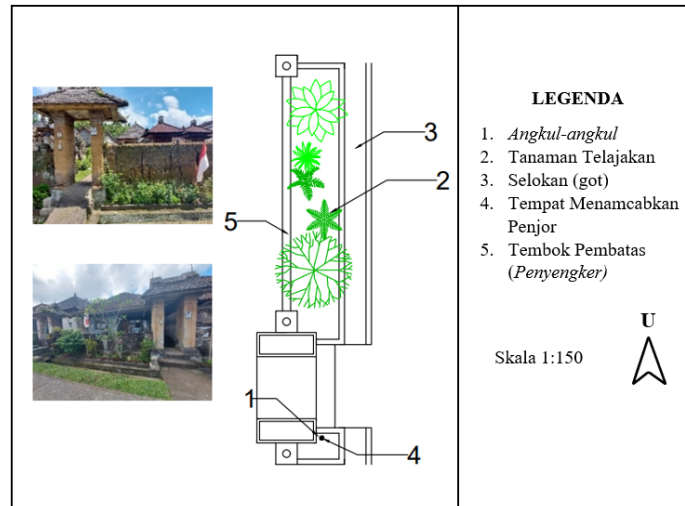 3
2
5
1
4
LEGENDA
1. Angkul-angkul
2. Tanaman Telajakan
3. Selokan (got)
4. Tempat Menamcabkan
Penjor
5. Tembok Pembatas
(Penyengker)
U
Skala 1:150